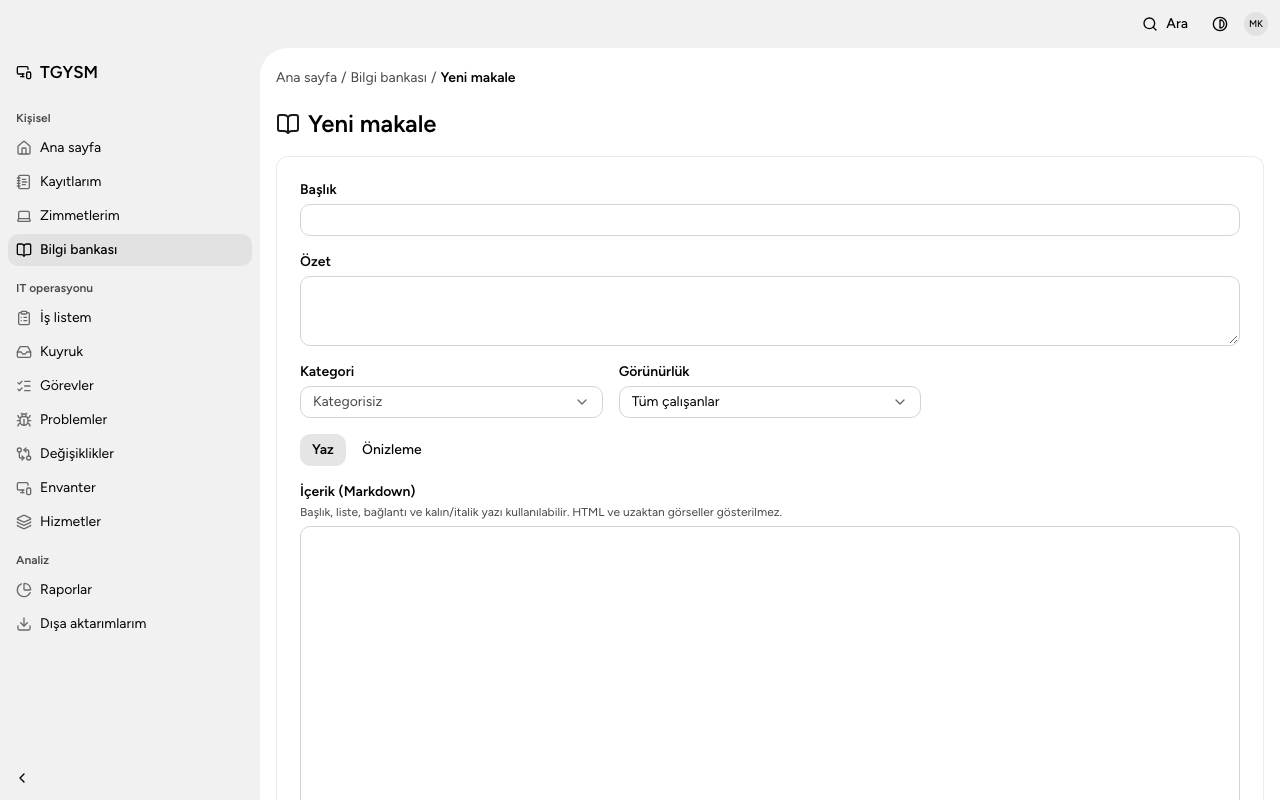 Ara
MK
TGYSM
Kişisel
Ana sayfa
Kayıtlarım
Zimmetlerim
Bilgi bankası
IT operasyonu
İş listem
Kuyruk
Görevler
Problemler
Değişiklikler
Envanter
Hizmetler
Analiz
Raporlar
Dışa aktarımlarım
Ana sayfa / Bilgi bankası / Yeni makale
Yeni makale
Başlık
Özet
Kategori Görünürlük
Kategorisiz Tüm çalışanlar
Yaz Önizleme
İçerik (Markdown)
Başlık, liste, bağlantı ve kalın/italik yazı kullanılabilir. HTML ve uzaktan görseller gösterilmez.